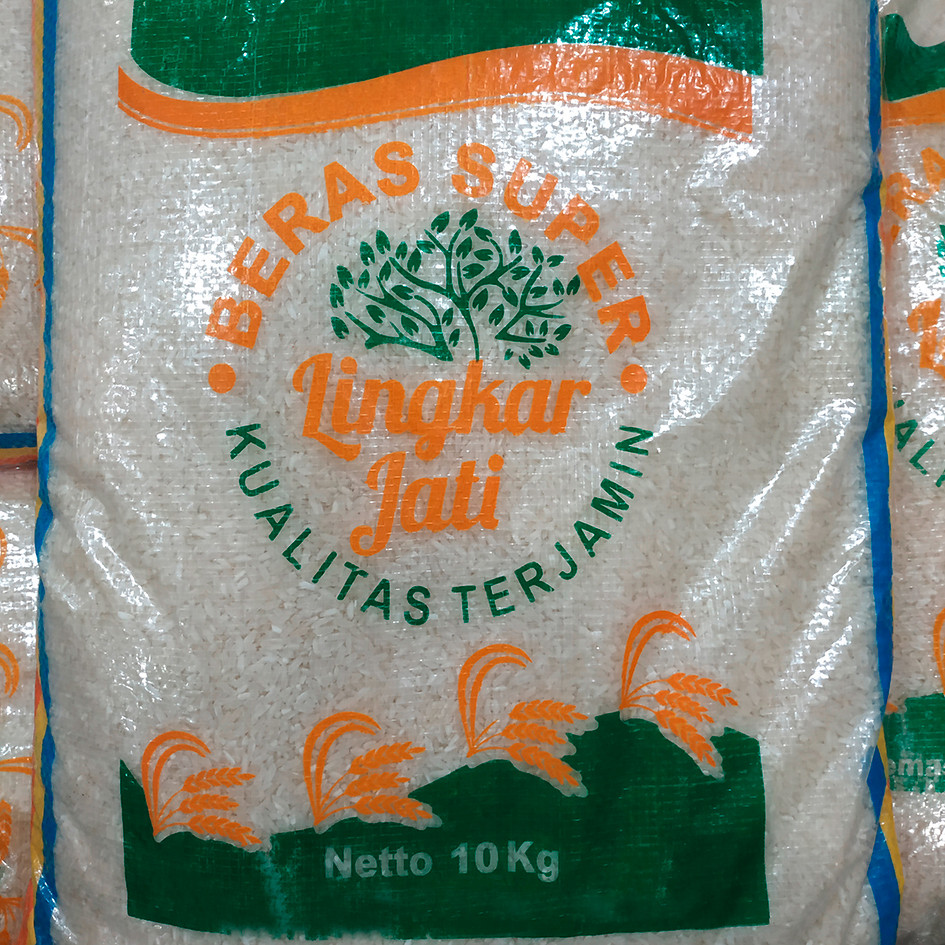 BERAS SUPER
Lingkar
Jati
KUALITAS TERJAMIN
Netto 10 Kg